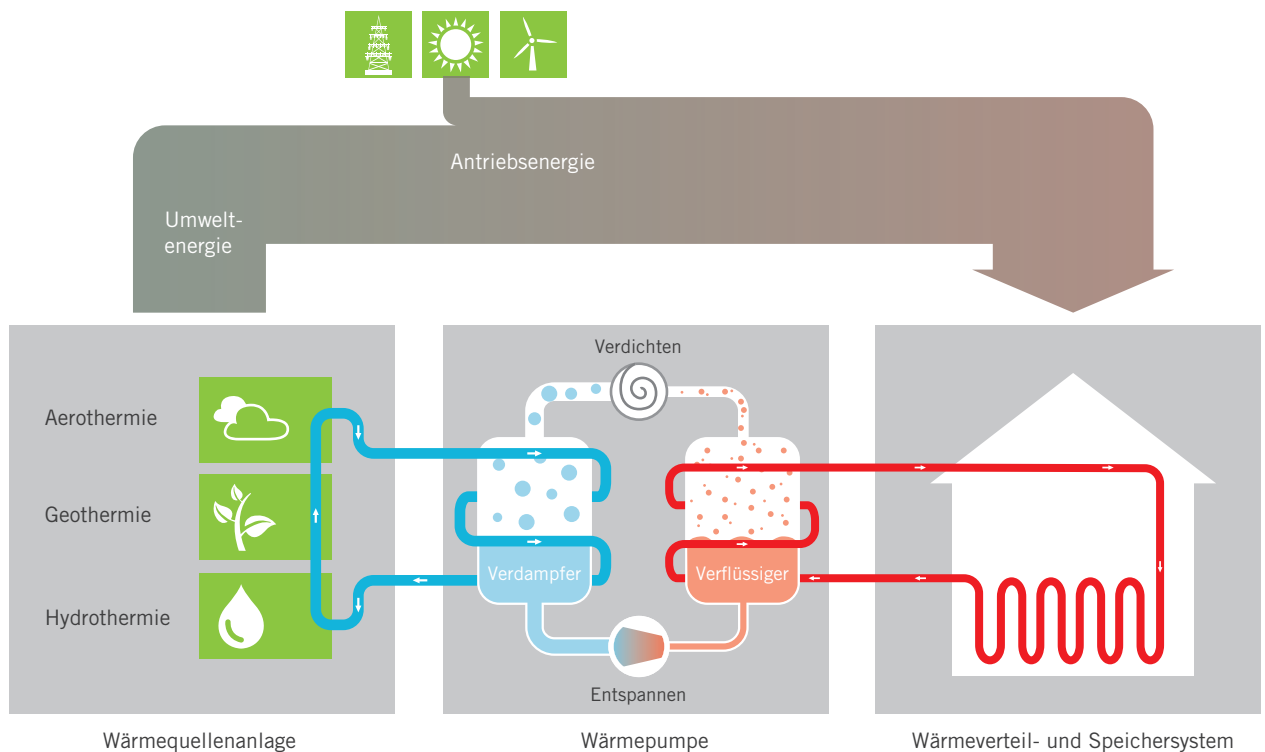 Antriebsenergie
Umwelt-
energie
Verdichten
Aerothermie
Geothermie
Hydrothermie
Verdampfer
Verflüssiger
Entspannen
Wärmequellenanlage
Wärmepumpe
Wärmeverteil- und Speichersystem